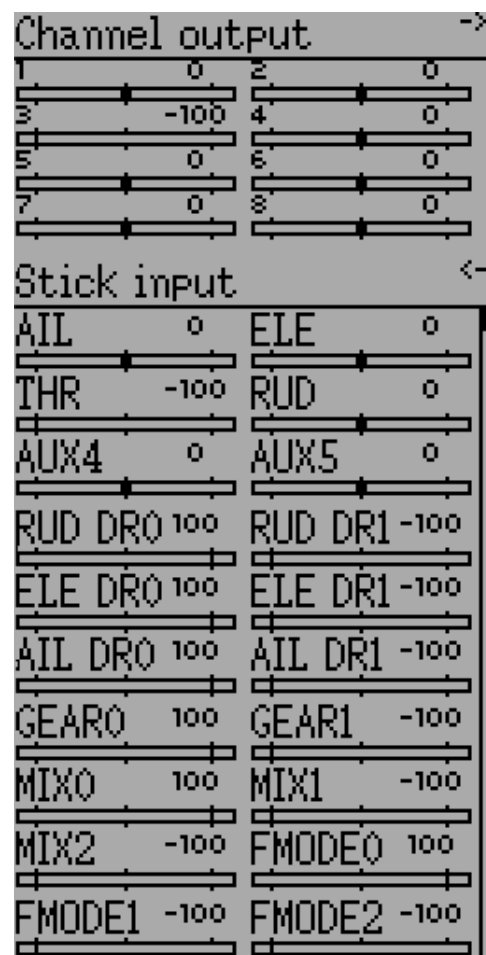 Channel output ->
1 0 2 0
3 -100 4 0
5 0 6 0
7 0 8 0
Stick input <-
AIL 0 ELE 0
THR -100 RUD 0
AUX4 0 AUX5 0
RUD DR0 100 RUD DR1 -100
ELE DR0 100 ELE DR1 -100
AIL DR0 100 AIL DR1 -100
GEAR0 100 GEAR1 -100
MIX0 100 MIX1 -100
MIX2 -100 FMODE0 100
FMODE1 -100 FMODE2 -100